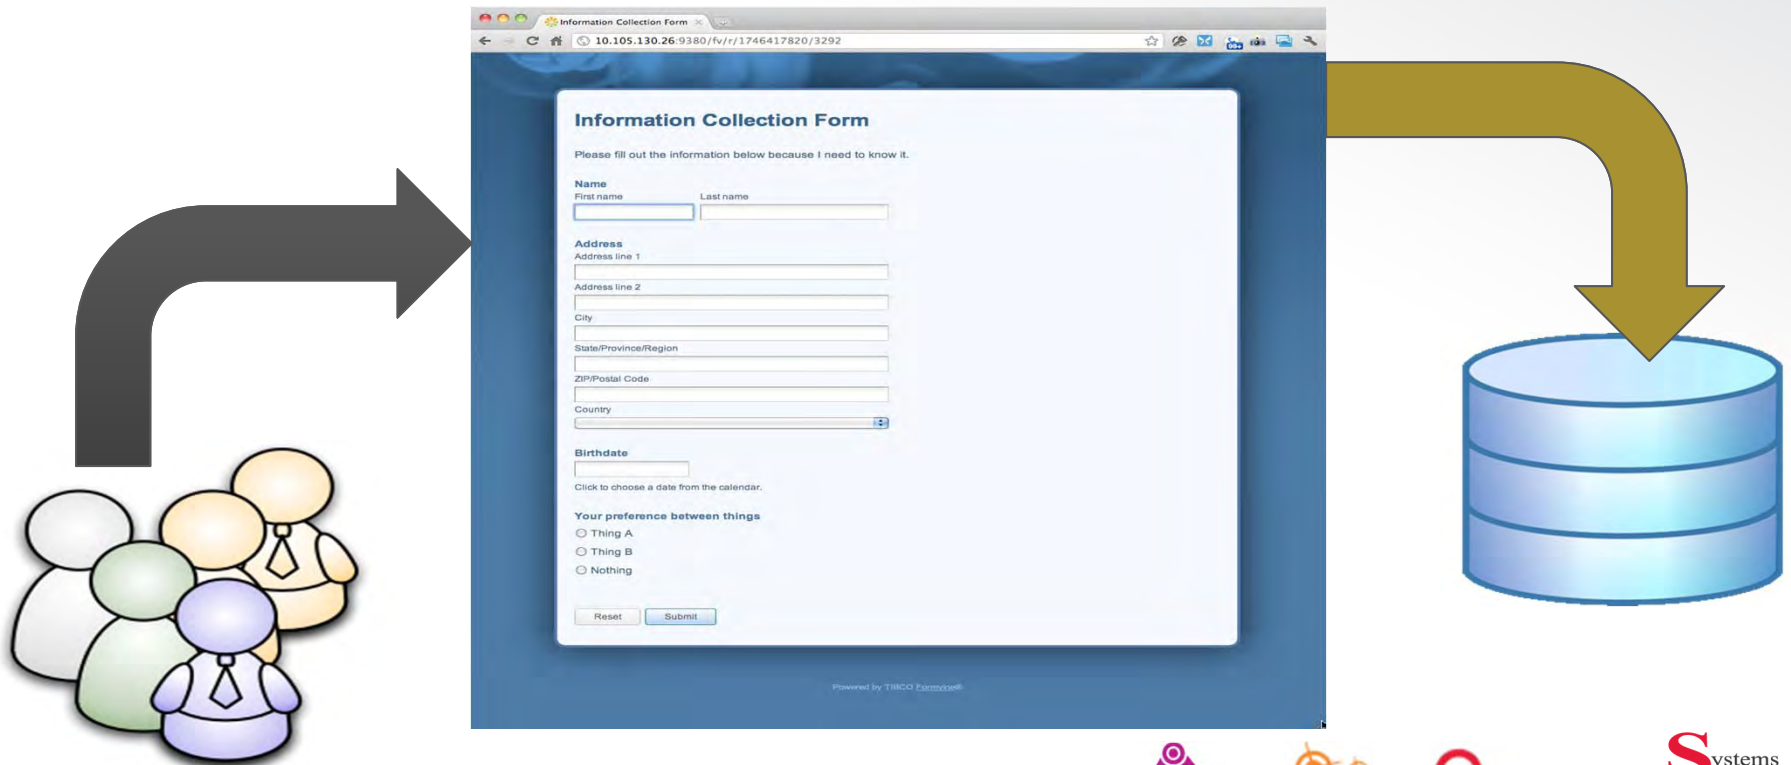 Information Collection Form
10.105.130.26:9380/fv/r/1746417820/3292
Information Collection Form
Please fill out the information below because I need to know it.
Name
First name Last name
Address
Address line 1
Address line 2
City
State/Province/Region
ZIP/Postal Code
Country
Birthdate
Click to choose a date from the calendar.
Your preference between things
Thing A
Thing B
Nothing
Reset Submit
Powered by TIBCO Formvine®
Systems